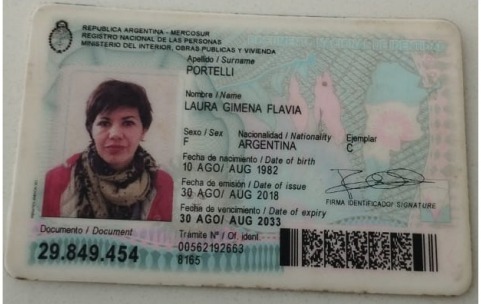 REPUBLICA ARGENTINA - MERCOSUR
REGISTRO NACIONAL DE LAS PERSONAS
MINISTERIO DEL INTERIOR, OBRAS PUBLICAS Y VIVIENDA
Apellido / Surname
PORTELLI
Nombre / Name
LAURA GIMENA FLAVIA
Sexo / Sex Nacionalidad / Nationality Ejemplar
F ARGENTINA C
Fecha de nacimiento / Date of birth
10 AGO/ AUG 1982
Fecha de emisión / Date of issue
30 AGO/ AUG 2018
Fecha de vencimiento / Date of expiry
30 AGO/ AUG 2033
FIRMA IDENTIFICADO/ SIGNATURE
Documento / Document
29.849.454
Trámite Nº / Of. ident.
00562192663
8165